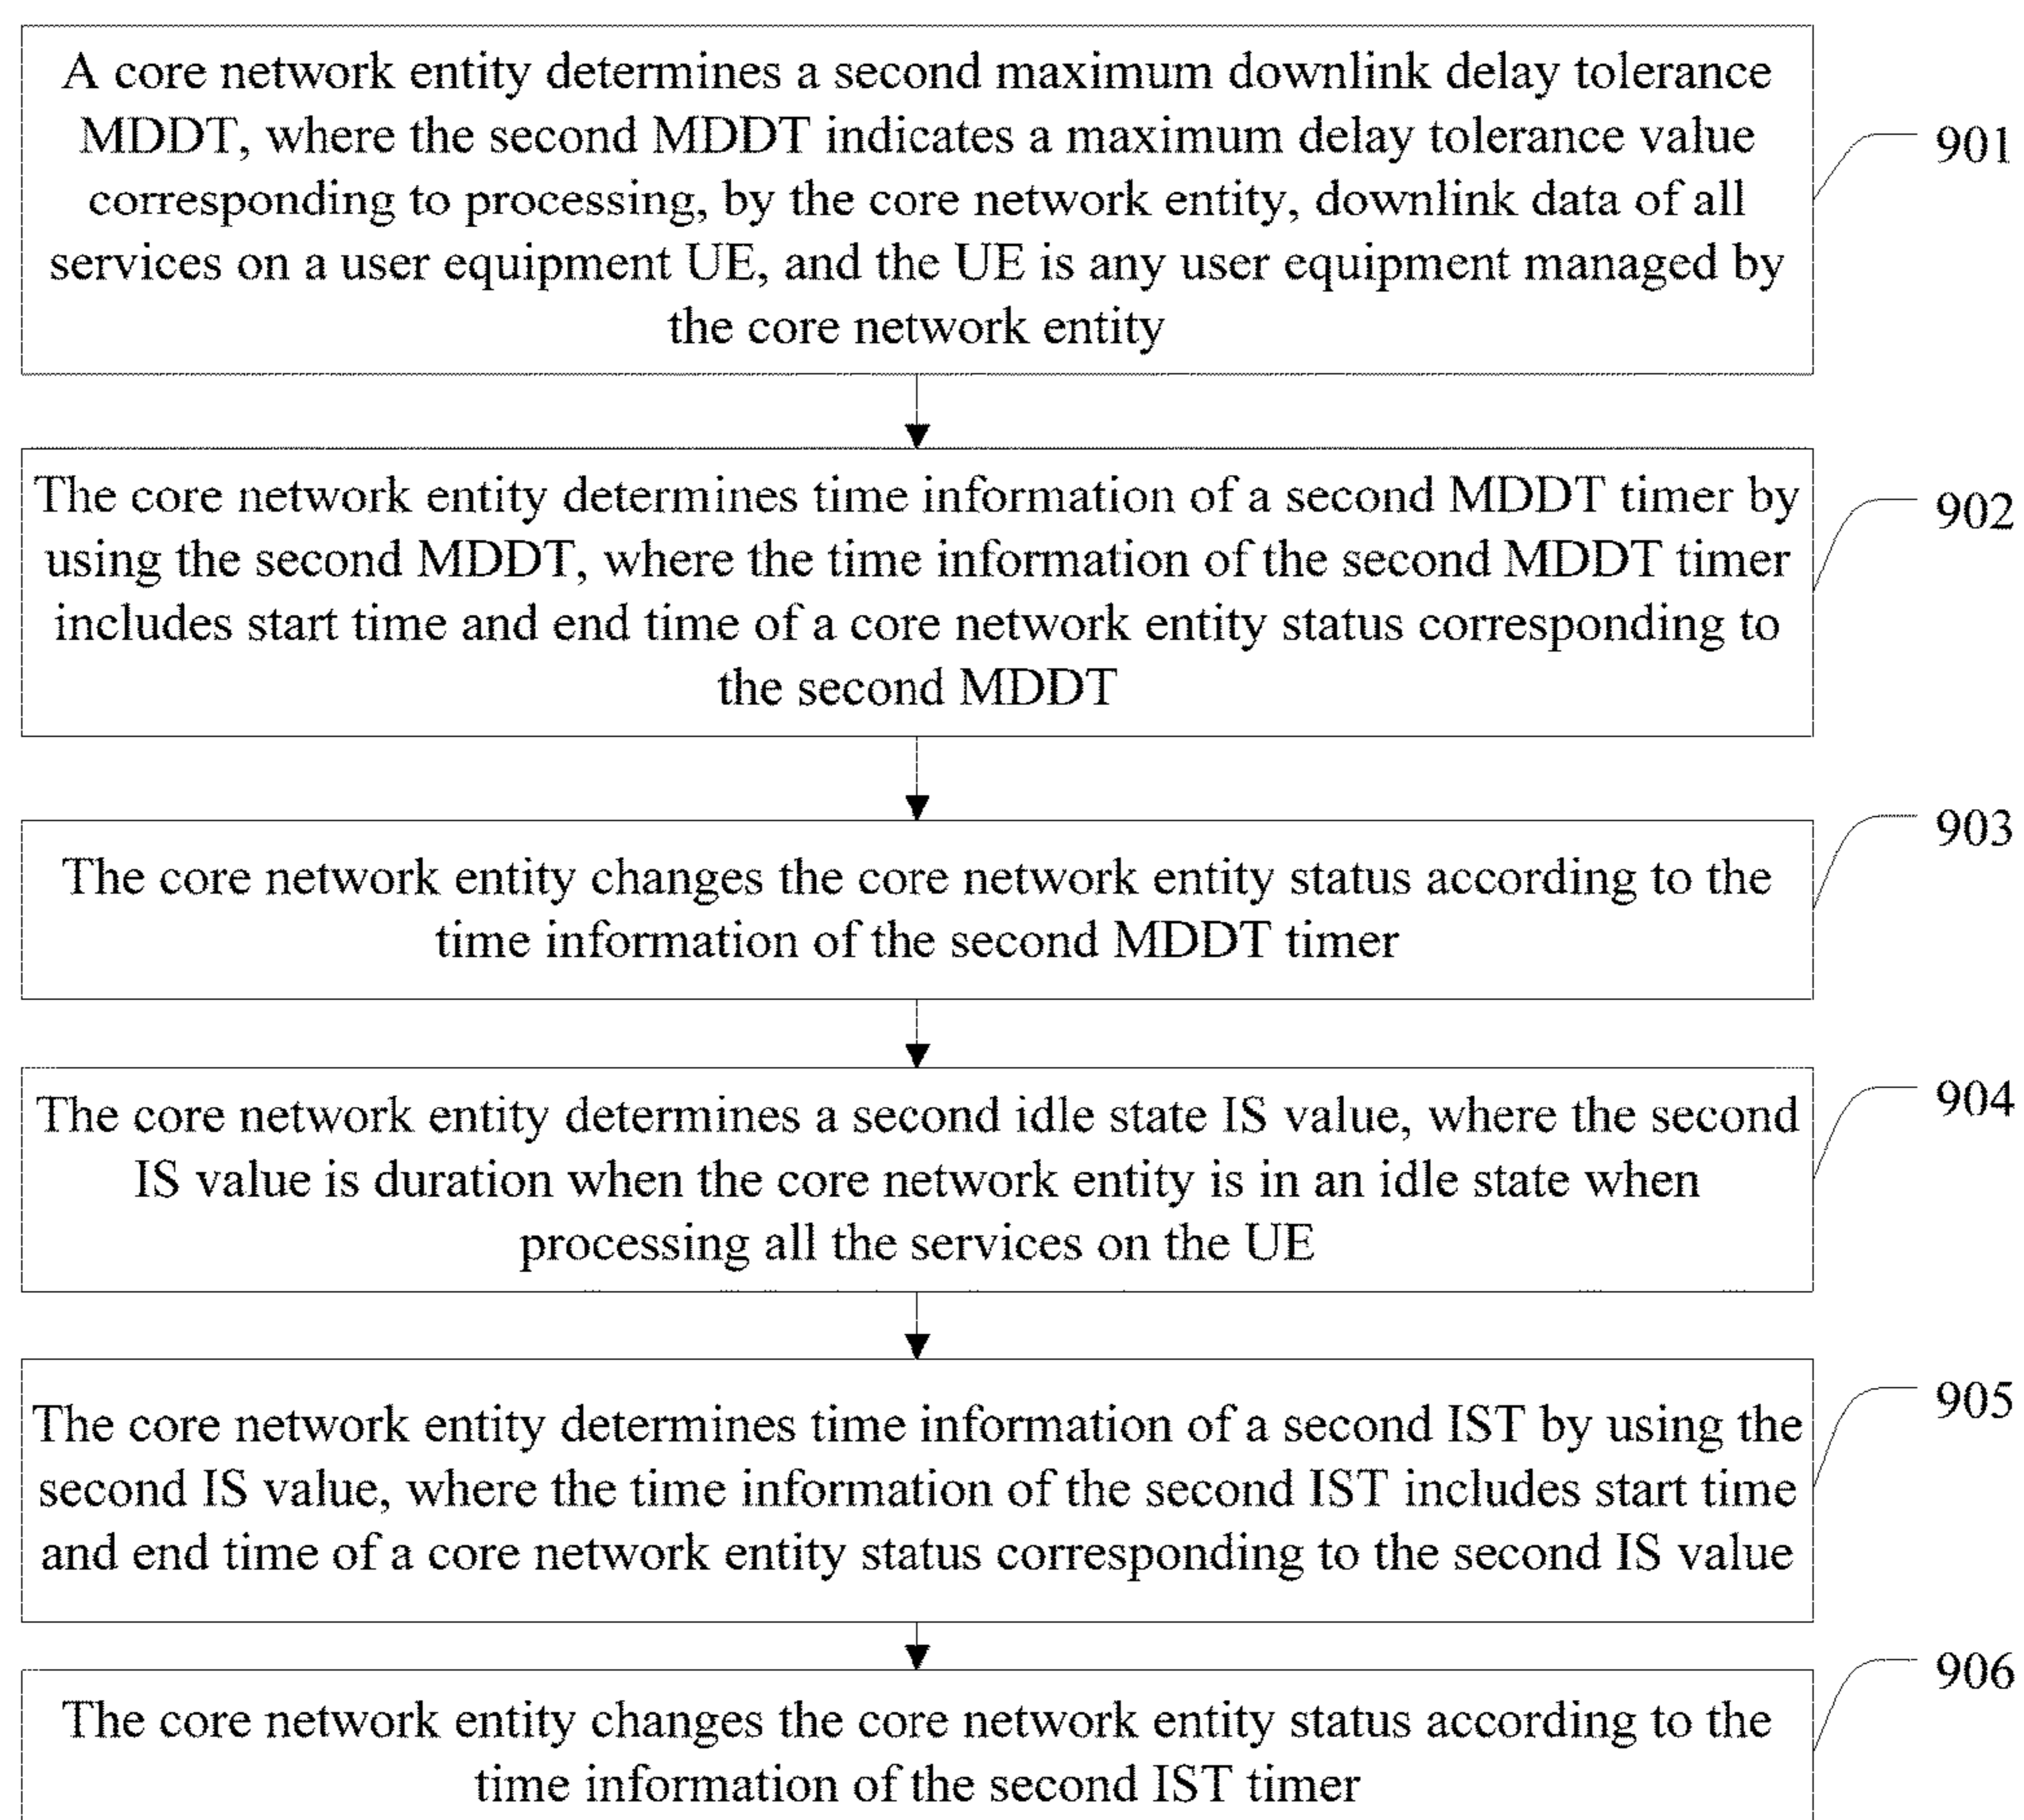 A core network entity determines a second maximum downlink delay tolerance
MDDT, where the second MDDT indicates a maximum delay tolerance value
corresponding to processing, by the core network entity, downlink data of all
services on a user equipment UE, and the UE is any user equipment managed by
the core network entity
901
The core network entity determines time information of a second MDDT timer by
using the second MDDT, where the time information of the second MDDT timer
includes start time and end time of a core network entity status corresponding to
the second MDDT
902
The core network entity changes the core network entity status according to the
time information of the second MDDT timer
903
The core network entity determines a second idle state IS value, where the second
IS value is duration when the core network entity is in an idle state when
processing all the services on the UE
904
The core network entity determines time information of a second IST by using the
second IS value, where the time information of the second IST includes start time
and end time of a core network entity status corresponding to the second IS value
905
The core network entity changes the core network entity status according to the
time information of the second IST timer
906